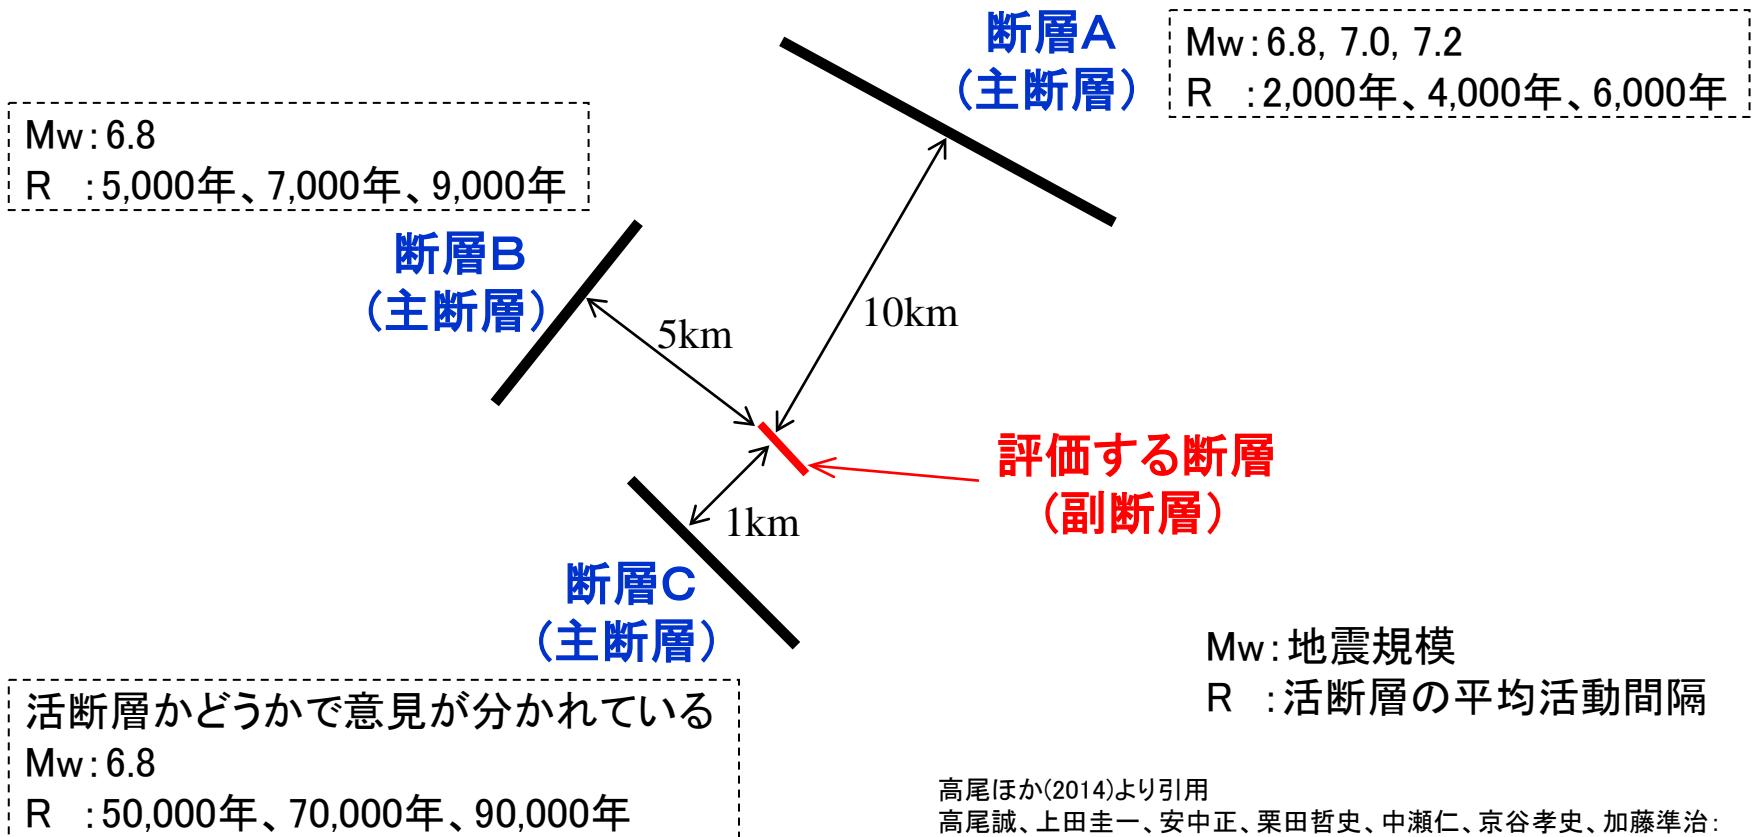 断層A
(主断層)
Mw:6.8, 7.0, 7.2
R :2,000年、4,000年、6,000年
Mw:6.8
R :5,000年、7,000年、9,000年
断層B
(主断層)
5km
10km
評価する断層
(副断層)
1km
断層C
(主断層)
活断層かどうかで意見が分かれている
Mw:6.8
R :50,000年、70,000年、90,000年
Mw:地震規模
R :活断層の平均活動間隔
高尾ほか(2014)より引用
高尾誠、上田圭一、安中正、栗田哲史、中瀬仁、京谷孝史、加藤準治: